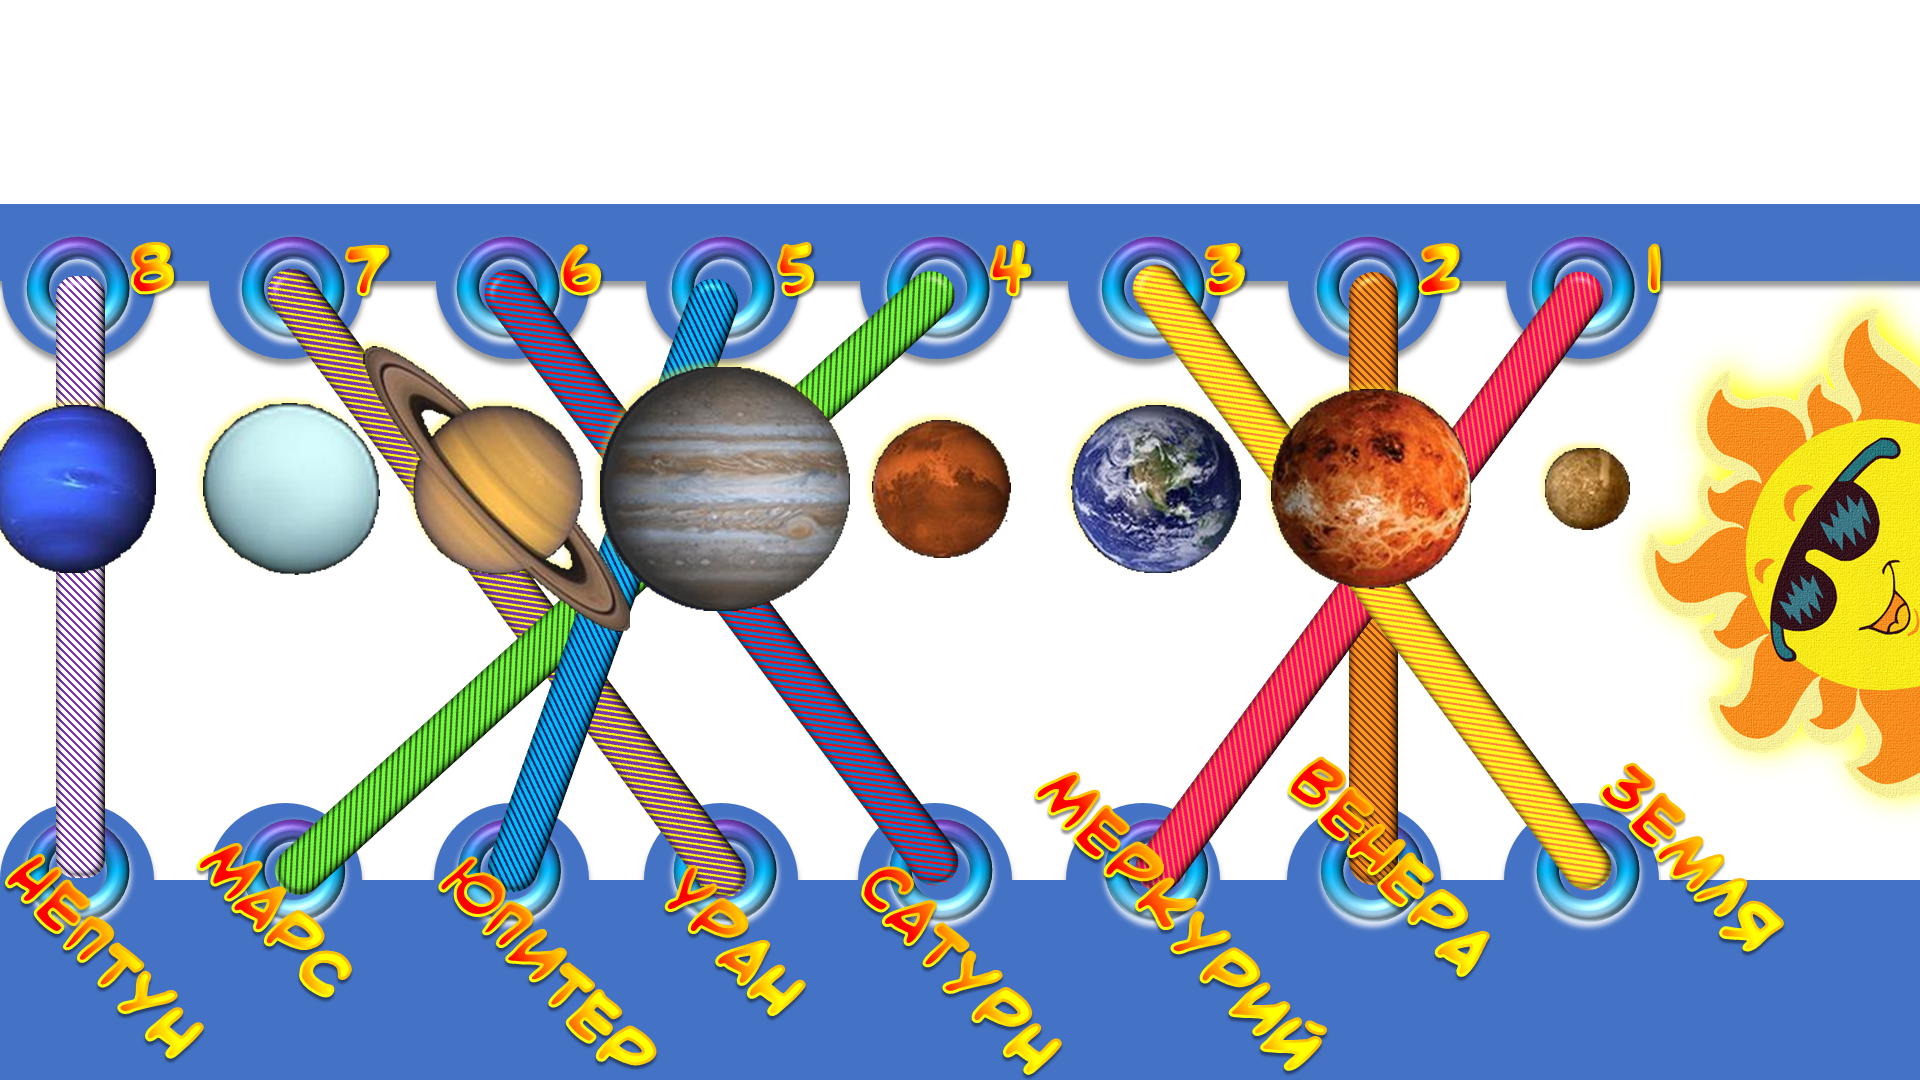 8 7 6 5 4 3 2 1
НЕПТУН
МАРС
ЮПИТЕР
УРАН
САТУРН
МЕРКУРИЙ
ВЕНЕРА
ЗЕМЛЯ